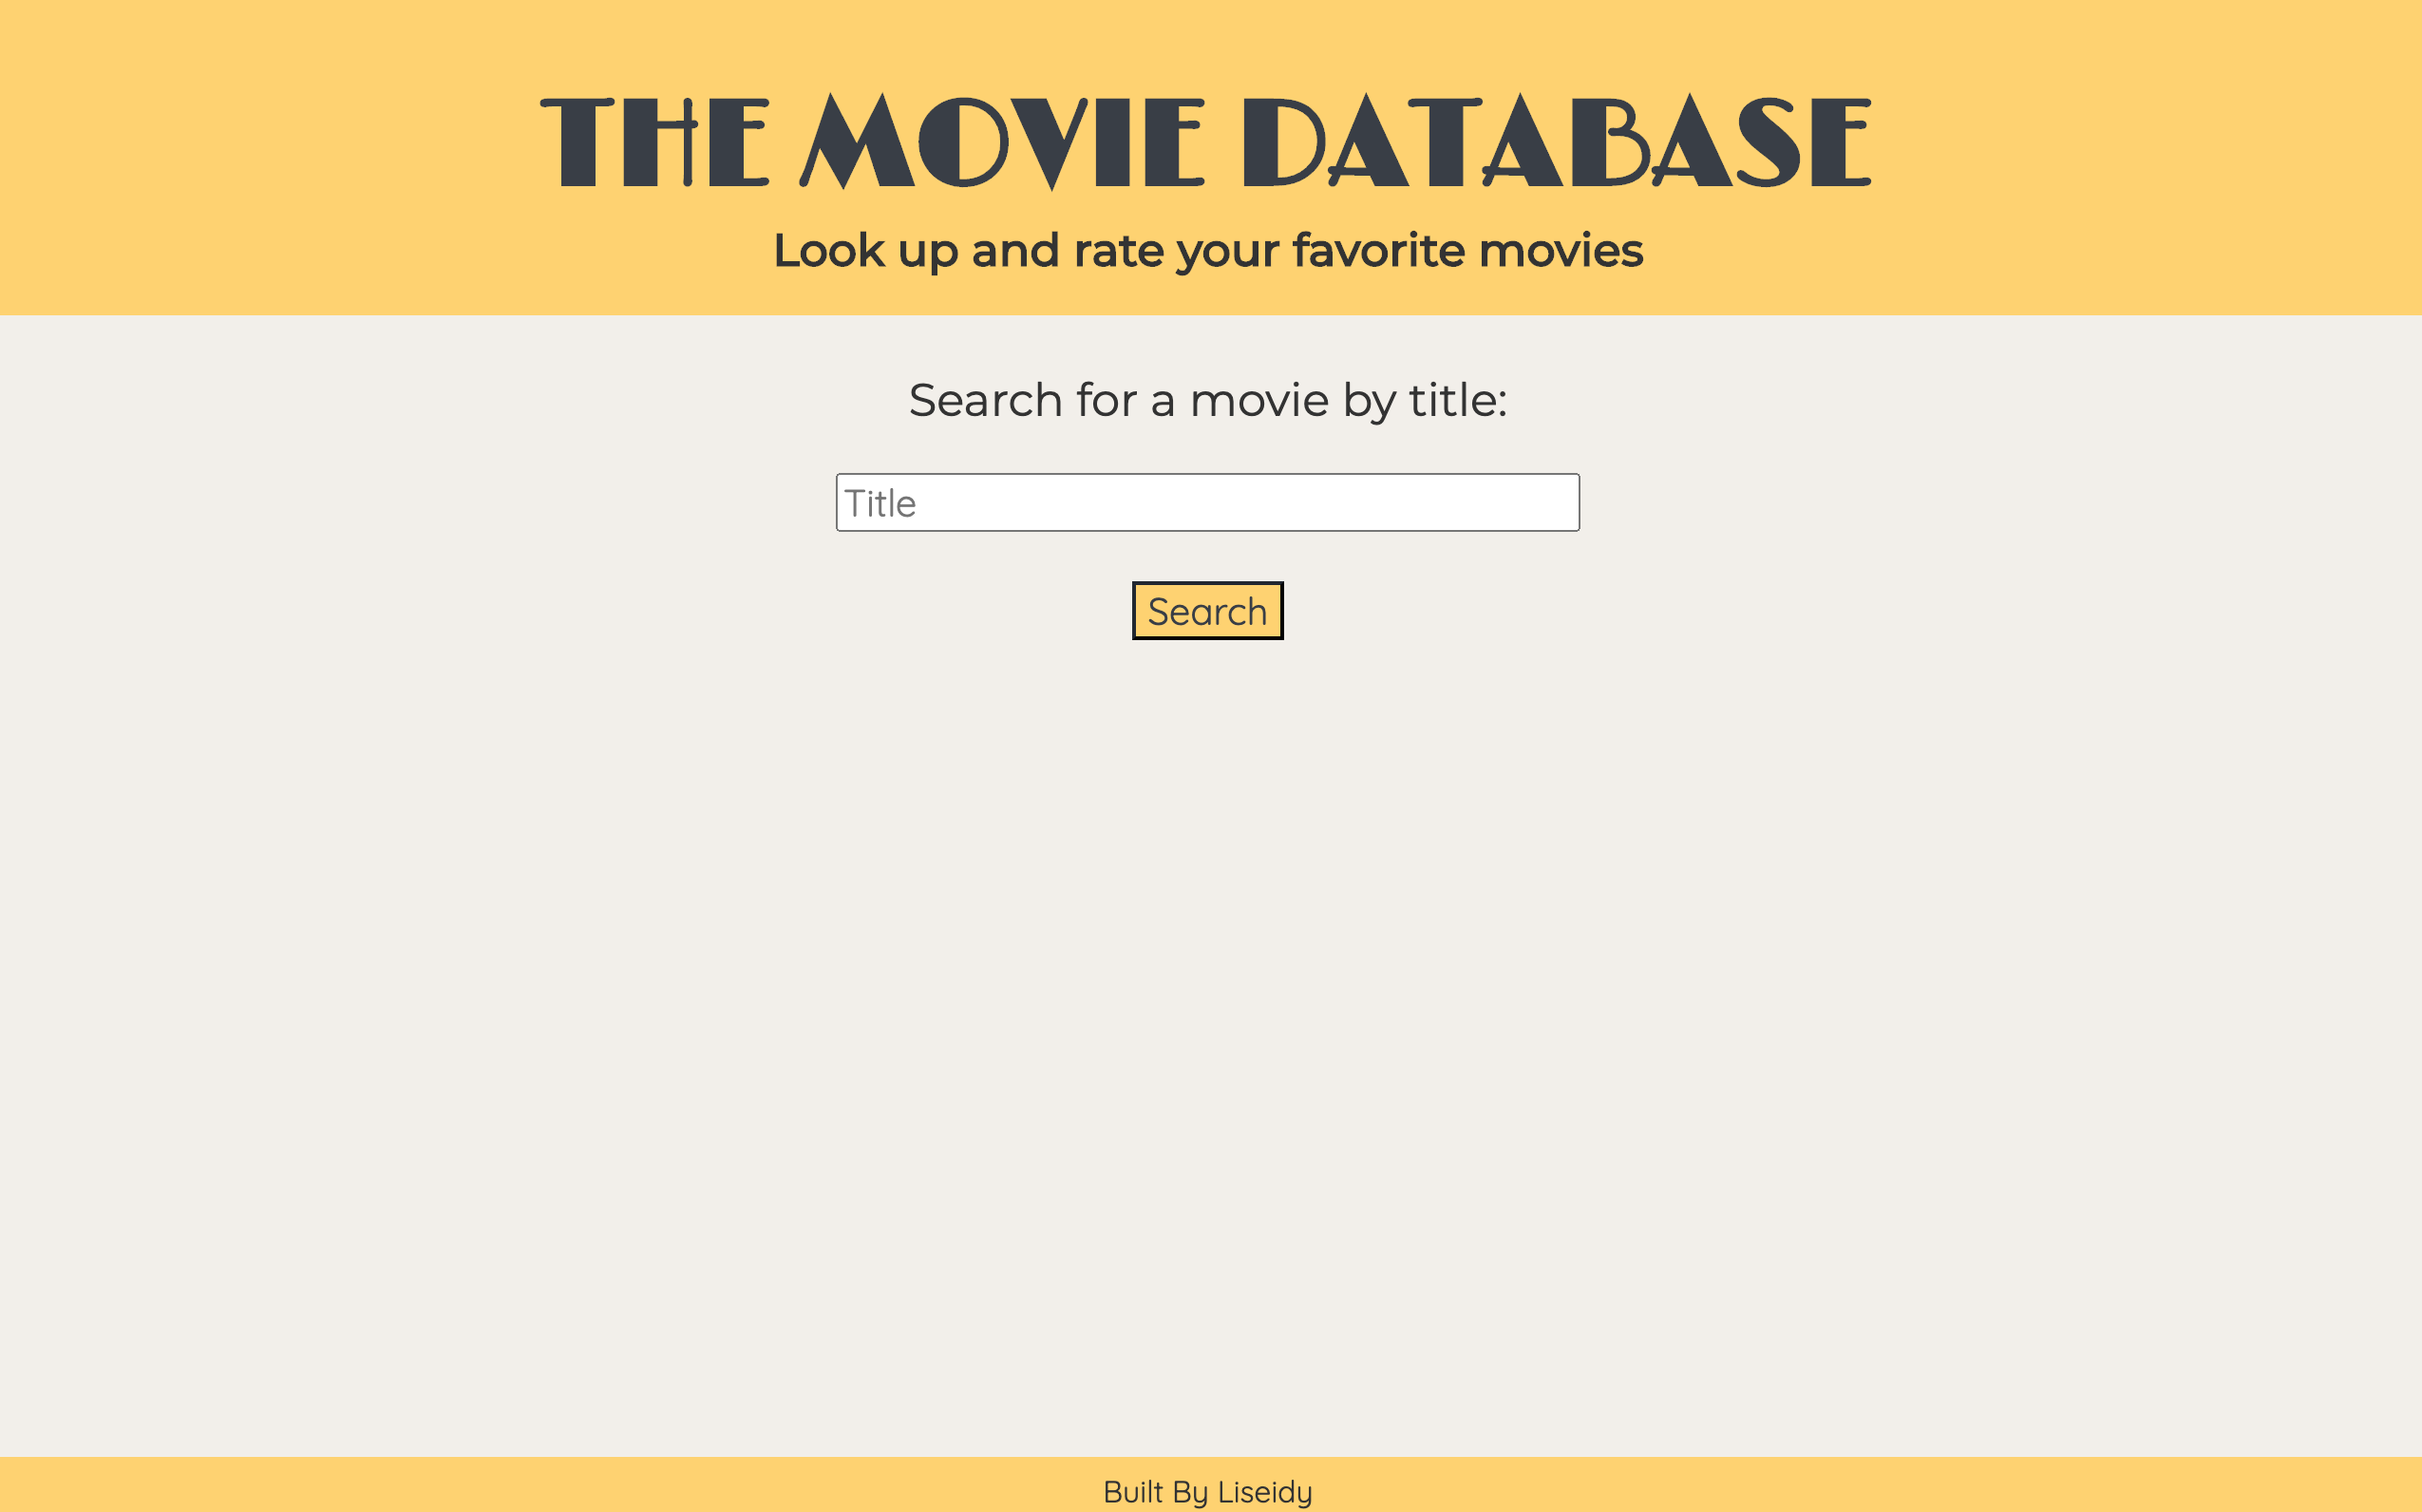 THE MOVIE DATABASE
Look up and rate your favorite movies
Search for a movie by title:
Title
Search
Built By Liseidy